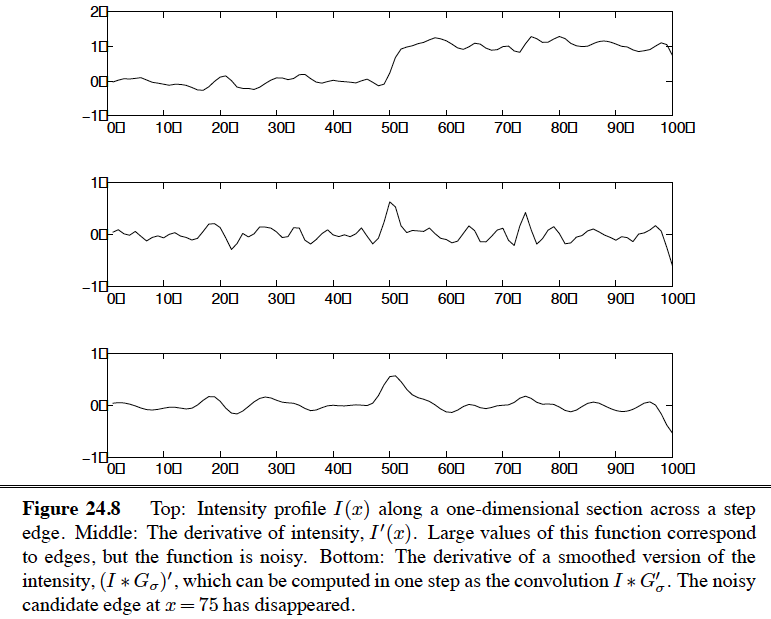 2
1
0
−1
0 10 20 30 40 50 60 70 80 90 100
1
0
−1
0 10 20 30 40 50 60 70 80 90 100
1
0
−1
0 10 20 30 40 50 60 70 80 90 100
Figure 24.8 Top: Intensity profile I(x) along a one-dimensional section across a step
edge. Middle: The derivative of intensity, I′(x). Large values of this function correspond
to edges, but the function is noisy. Bottom: The derivative of a smoothed version of the
intensity, (I ∗ Gσ)′, which can be computed in one step as the convolution I ∗ G′σ. The noisy
candidate edge at x = 75 has disappeared.